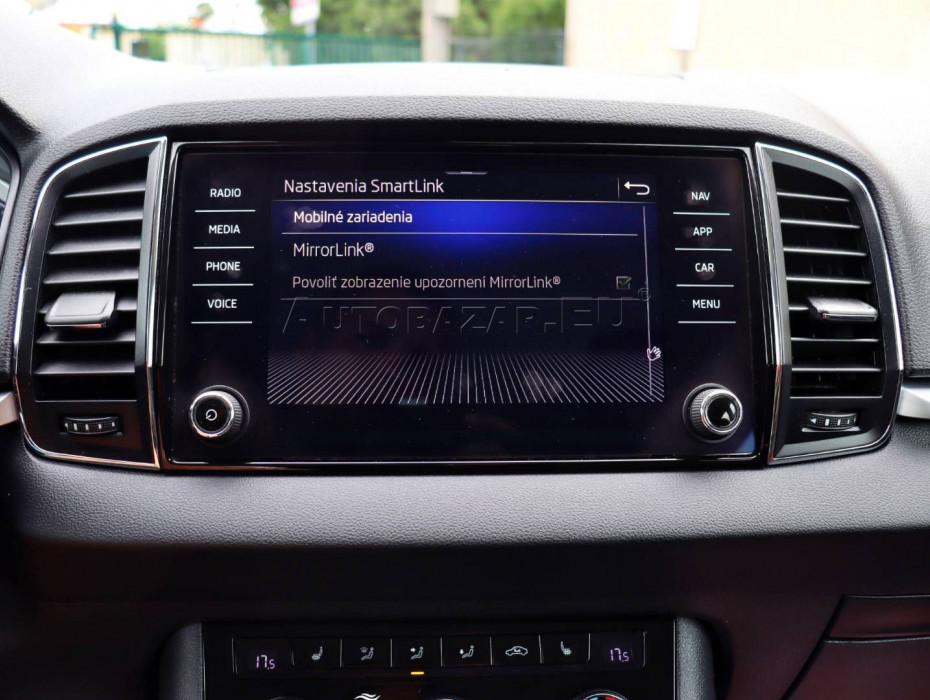 RADIO
MEDIA
PHONE
VOICE
Nastavenia SmartLink
Mobilné zariadenia
MirrorLink®
Povoliť zobrazenie upozornení MirrorLink®
AUTOBAZAR.EU®
NAV
APP
CAR
MENU
17,5
17,5